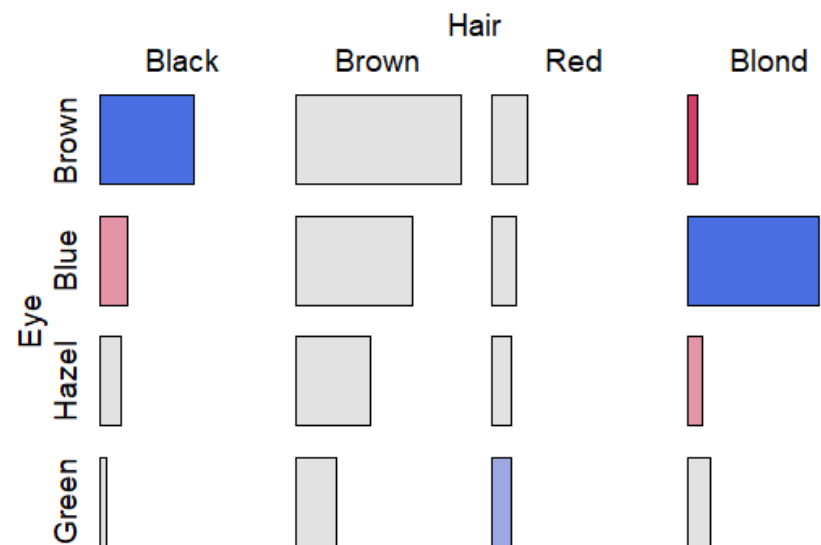 Hair
Black Brown Red Blond
Eye
Brown
Blue
Hazel
Green